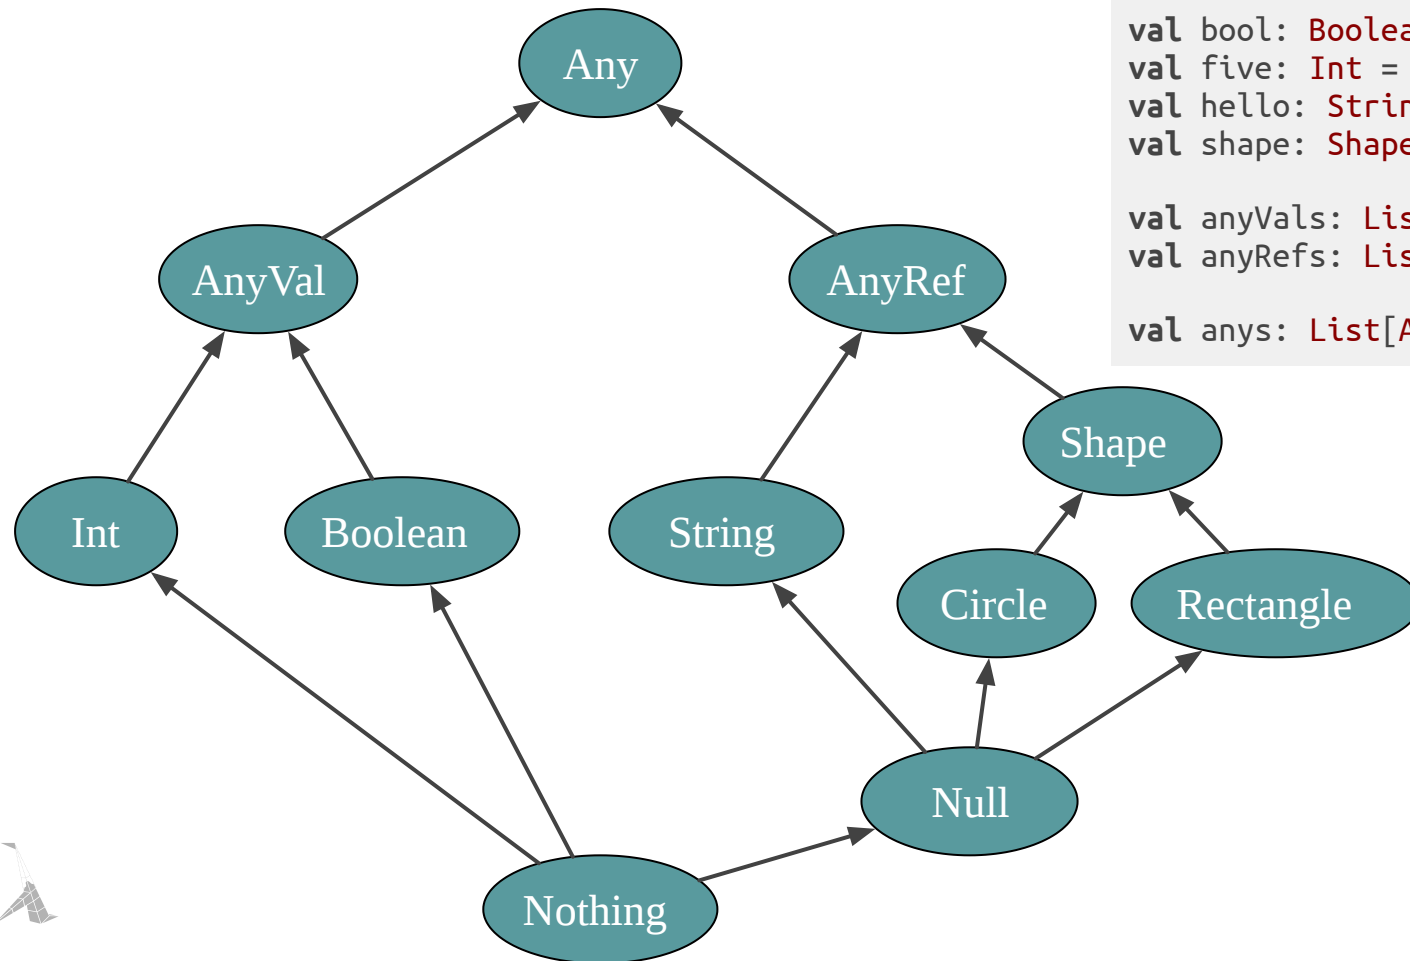 Any
val bool: Boolea
val five: Int =
val hello: Strin
val shape: Shape
val anyVals: Lis
val anyRefs: Lis
val anys: List[A
AnyVal
AnyRef
Shape
Int
Boolean
String
Circle
Rectangle
Null
Nothing